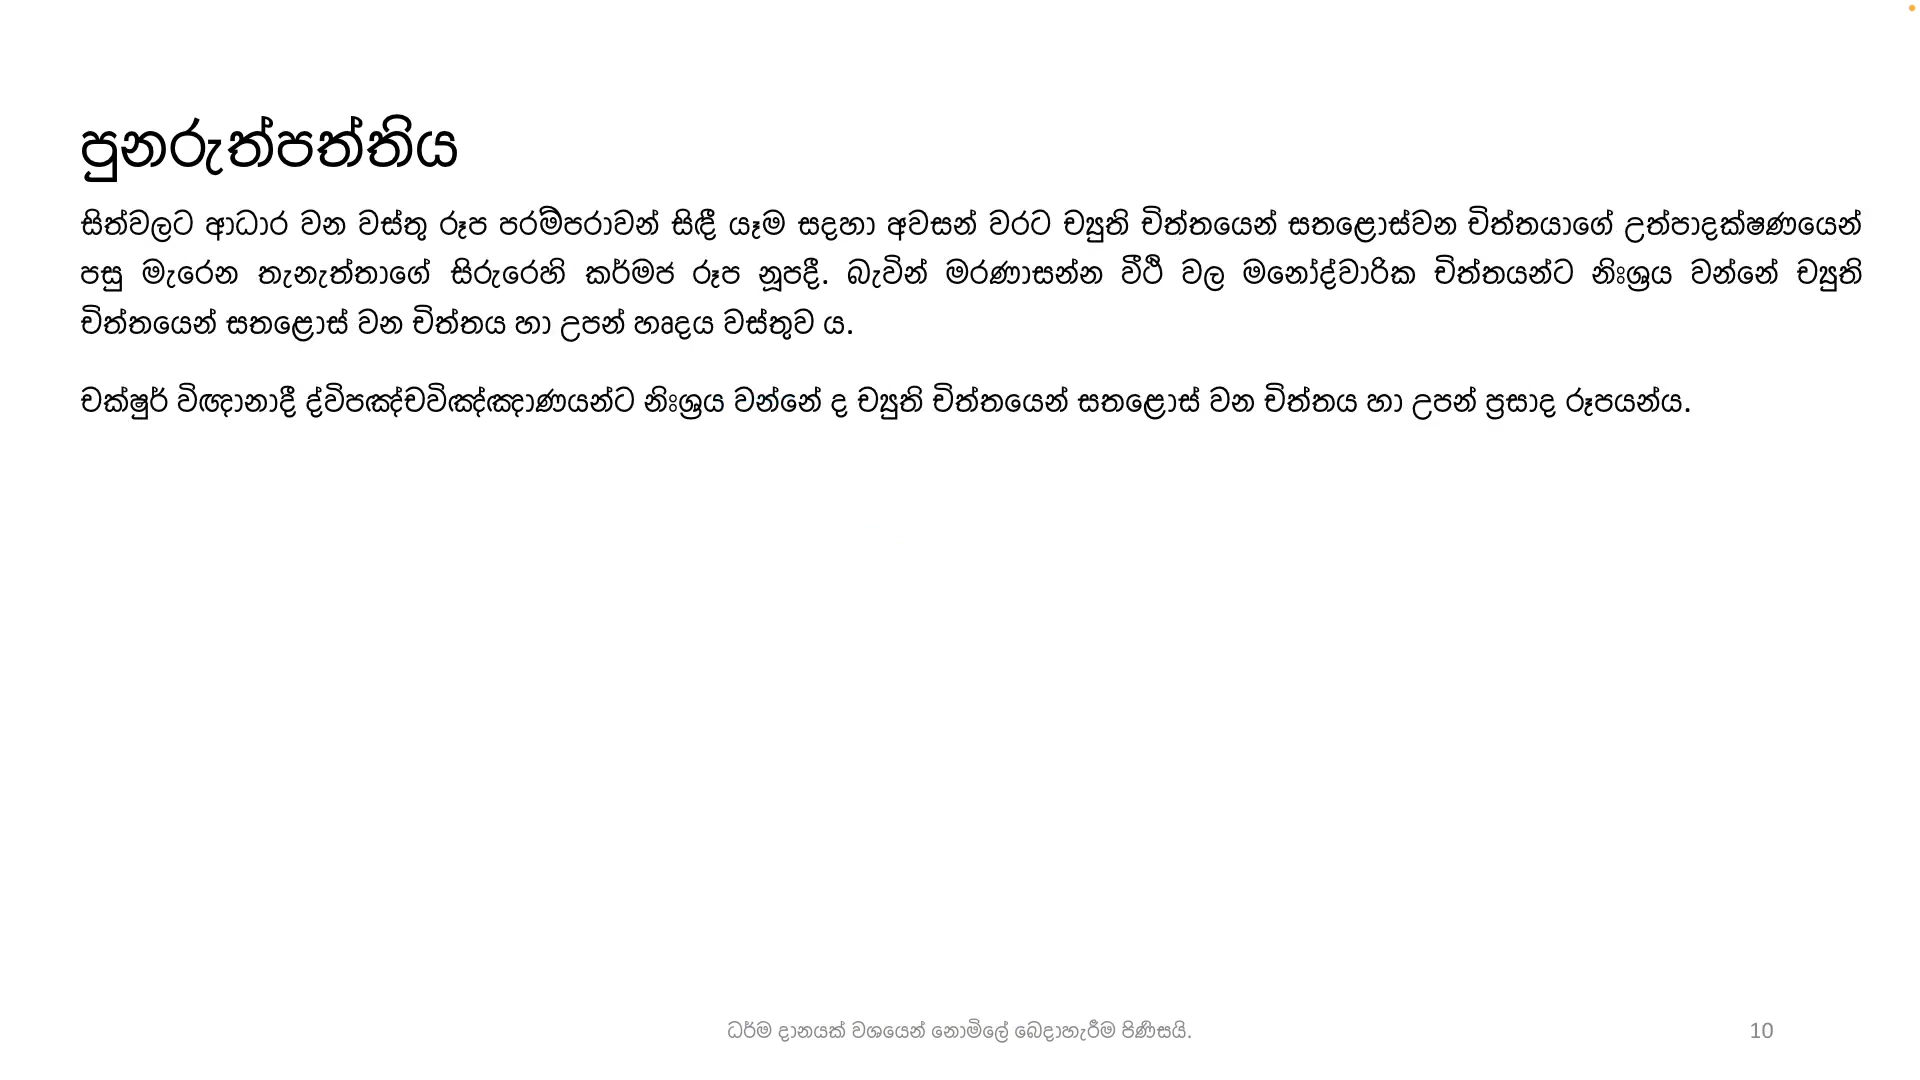 පුනරුත්පත්තිය
සිත්වලට ආධාර වන වස්තු රූප පරම්පරාවන් සිඳී යෑම සදහා අවසන් වරට ච්‍යුති චිත්තයෙන් සතළොස්වන චිත්තයාගේ උත්පාදක්ෂණයෙන්
පසු මැරෙන තැනැත්තාගේ සිරුරෙහි කර්මජ රූප නූපදී. බැවින් මරණාසන්න වීථි වල මනෝද්වාරික චිත්තයන්ට නිඃශ්‍රය වන්නේ ච්‍යුති
චිත්තයෙන් සතළොස් වන චිත්තය හා උපන් හෘදය වස්තුව ය.
චක්ෂුර් විඥානාදී ද්විපඤ්චවිඤ්ඤාණයන්ට නිඃශ්‍රය වන්නේ ද ච්‍යුති චිත්තයෙන් සතළොස් වන චිත්තය හා උපන් ප්‍රසාද රූපයන්ය.
ධර්ම දානයක් වශයෙන් නොමිලේ බෙදාහැරීම පිණිසයි.
10